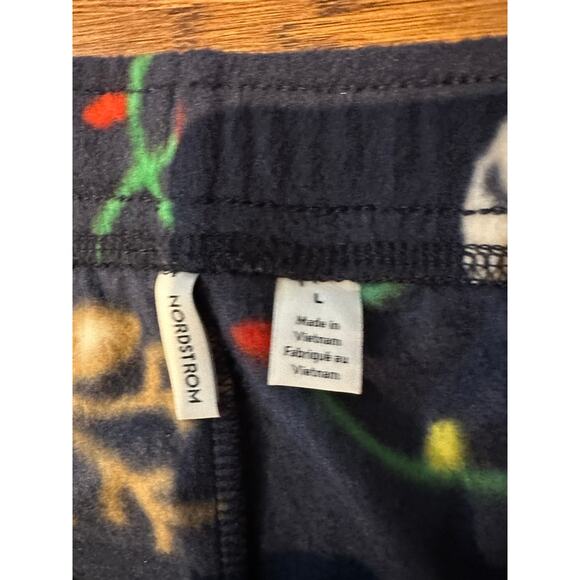 NORDSTROM
L
Made in
Vietnam
Fabriqué au
Vietnam